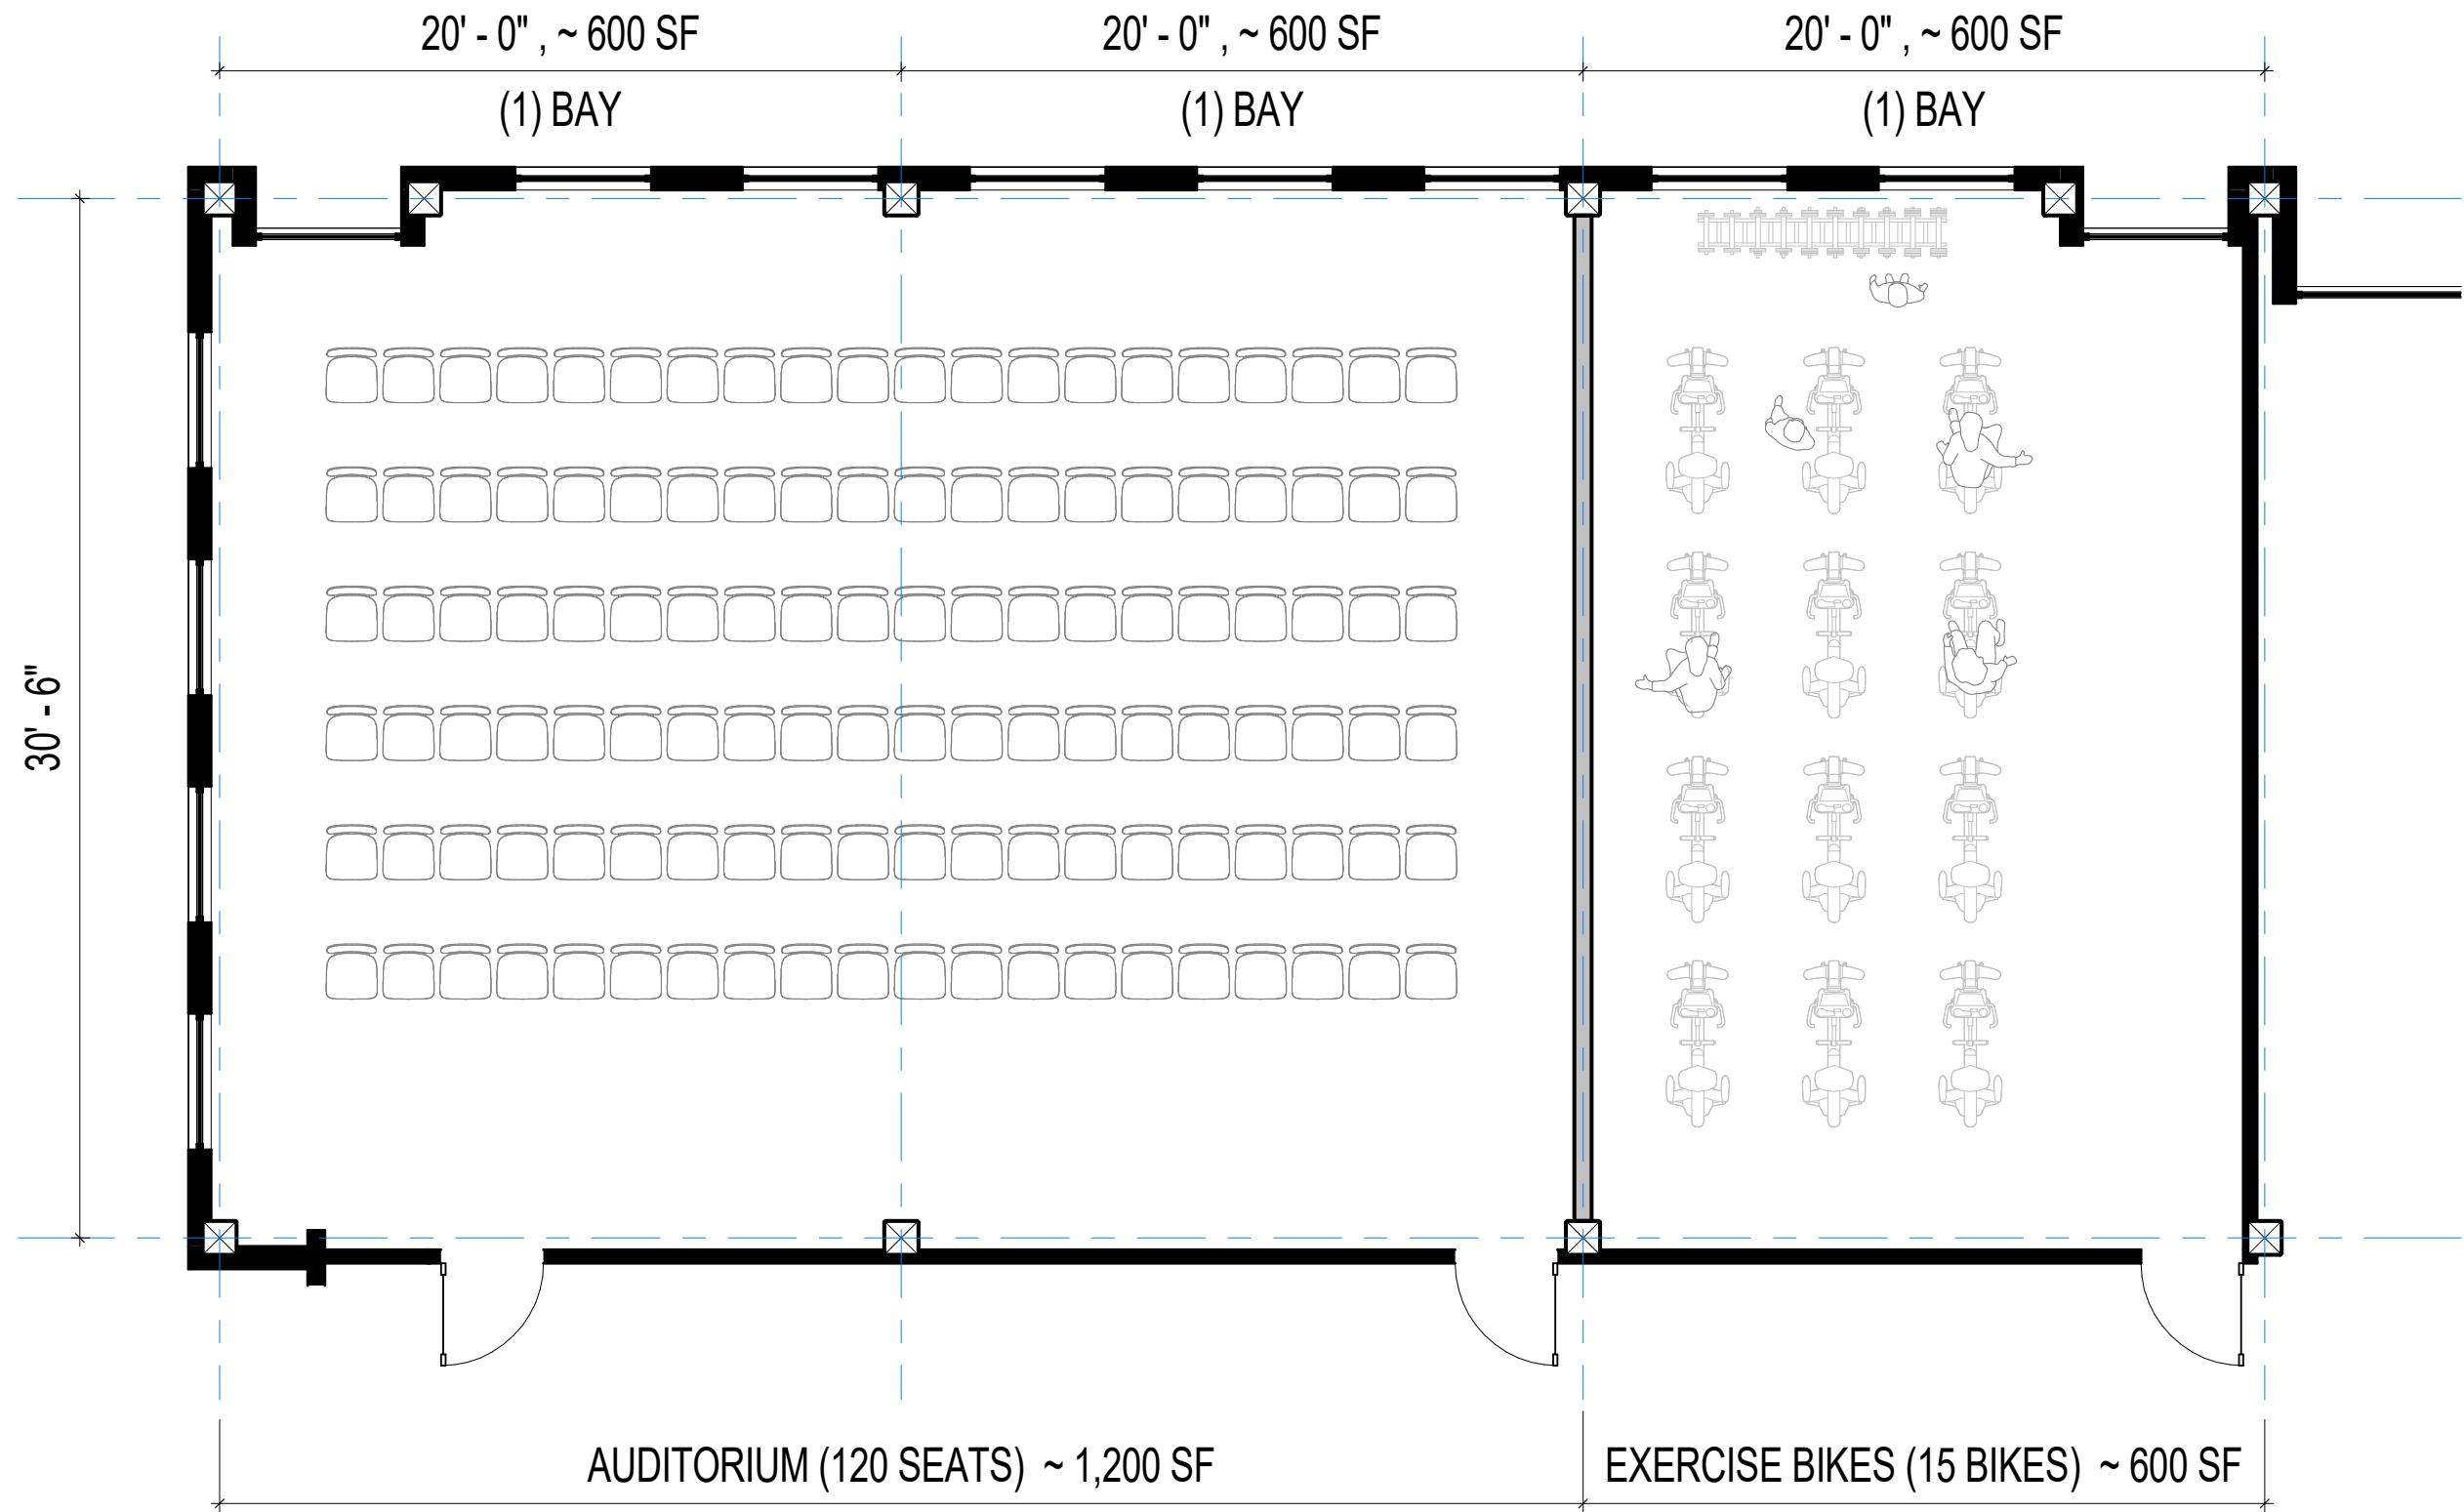 20' - 0" , ~ 600 SF
20' - 0" , ~ 600 SF
20' - 0" , ~ 600 SF
(1) BAY
(1) BAY
(1) BAY
30' - 6"
AUDITORIUM (120 SEATS) ~ 1,200 SF
EXERCISE BIKES (15 BIKES) ~ 600 SF